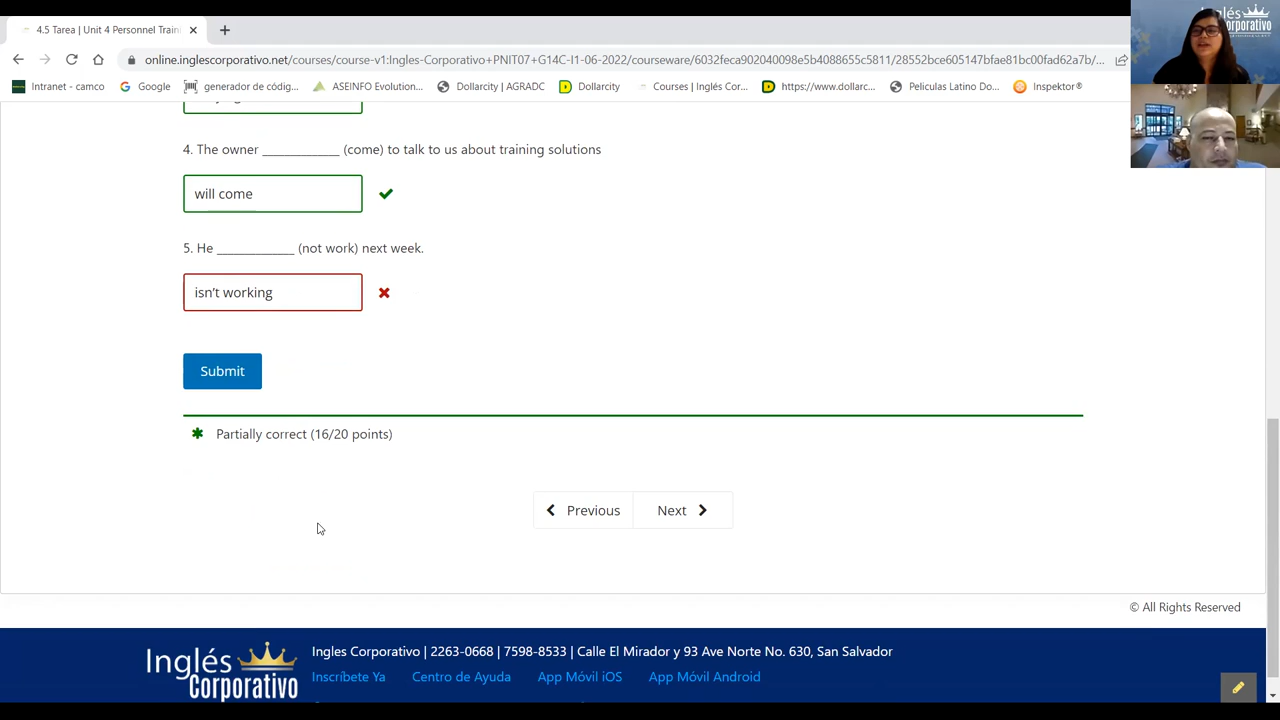 4.5 Tarea | Unit 4 Personnel Train
online.inglescorporativo.net/courses/course-v1:Ingles-Corporativo+PNIT07+G14C-I1-06-2022/courseware/6032feca902040098e5b4088655c5811/28552bce605147bfae81bc00fad62a7b/...
Intranet - camco Google generador de códig... ASEINFO Evolution... Dollarcity | AGRADC Dollarcity Courses | Inglés Cor... https://www.dollarc... Peliculas Latino Do... Inspektor®
4. The owner _____________ (come) to talk to us about training solutions
will come
5. He _____________ (not work) next week.
isn't working
Submit
Partially correct (16/20 points)
Previous Next
© All Rights Reserved
Inglés Corporativo
Ingles Corporativo | 2263-0668 | 7598-8533 | Calle El Mirador y 93 Ave Norte No. 630, San Salvador
Inscríbete Ya Centro de Ayuda App Móvil iOS App Móvil Android